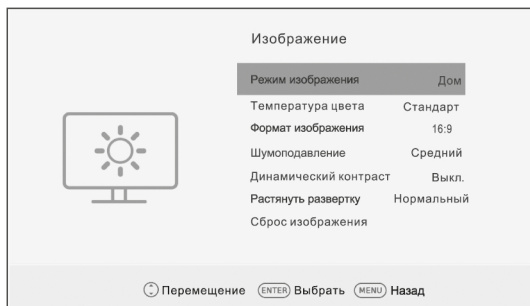 Изображение
Режим изображения Дом
Температура цвета Стандарт
Формат изображения 16:9
Шумоподавление Средний
Динамический контраст Выкл.
Растянуть развертку Нормальный
Сброс изображения
Перемещение ENTER Выбрать MENU Назад